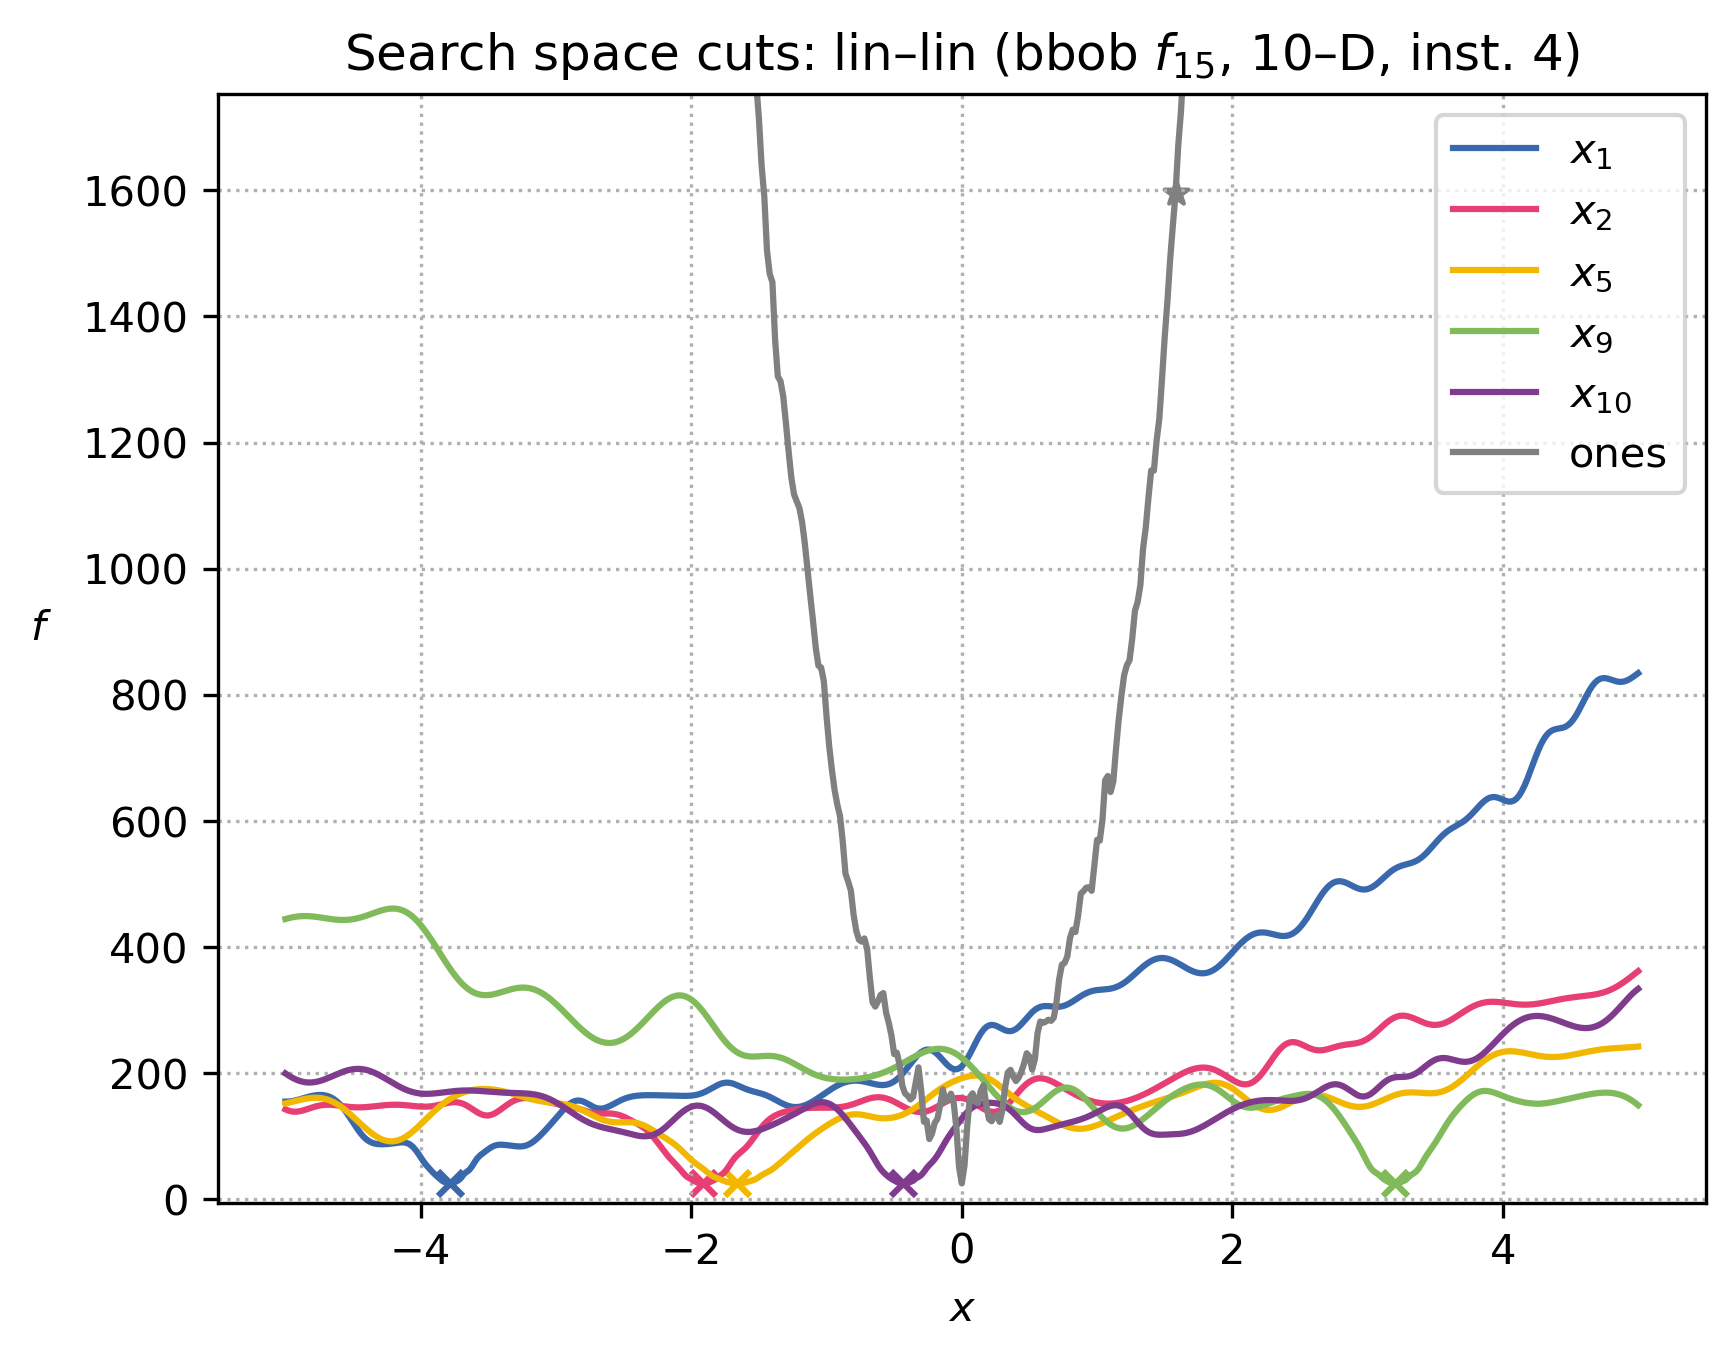 Search space cuts: lin–lin (bbob f₁₅, 10–D, inst. 4)
x₁
x₂
x₅
x₉
x₁₀
ones
1600
1400
1200
1000
800
600
400
200
0
f
−4
−2
0
2
4
x